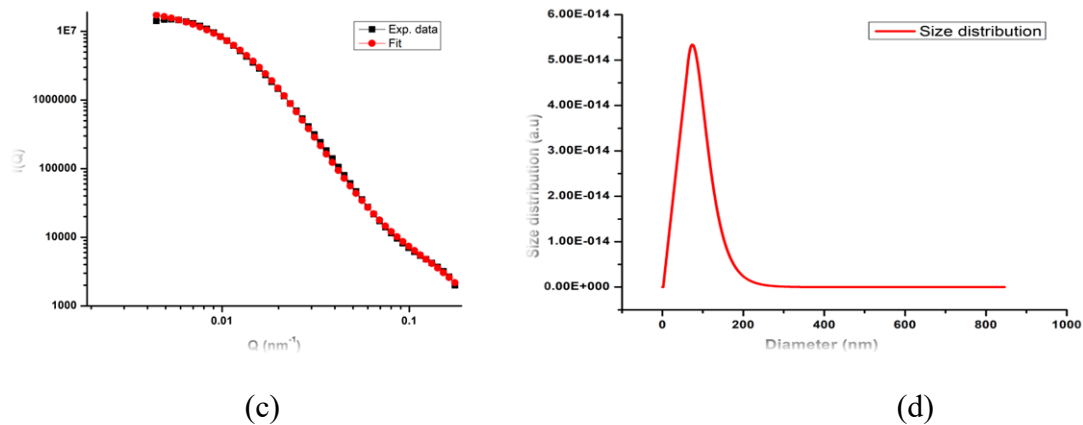 I(Q)
1E7
1000000
100000
10000
1000
0.01
0.1
Q (nm⁻¹)
Exp. data
Fit
(c)
Size distribution (a.u)
6.00E-014
5.00E-014
4.00E-014
3.00E-014
2.00E-014
1.00E-014
0.00E+000
0
200
400
600
800
1000
Diameter (nm)
Size distribution
(d)